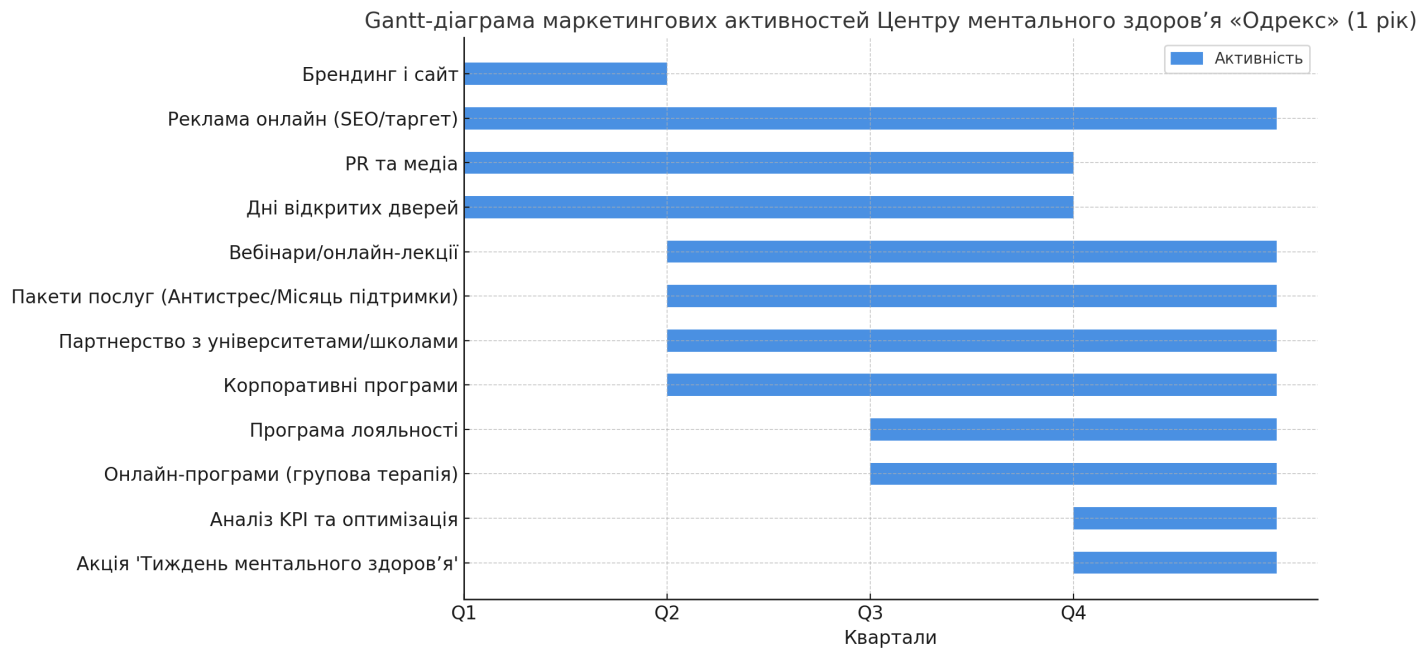 Gantt-діаграма маркетингових активностей Центру ментального здоров’я «Одрекс» (1 рік)
Активність
Брендинг і сайт
Реклама онлайн (SEO/таргет)
PR та медіа
Дні відкритих дверей
Вебінари/онлайн-лекції
Пакети послуг (Антистрес/Місяць підтримки)
Партнерство з університетами/школами
Корпоративні програми
Програма лояльності
Онлайн-програми (групова терапія)
Аналіз KPI та оптимізація
Акція 'Тиждень ментального здоров’я'
Q1 Q2 Q3 Q4
Квартали